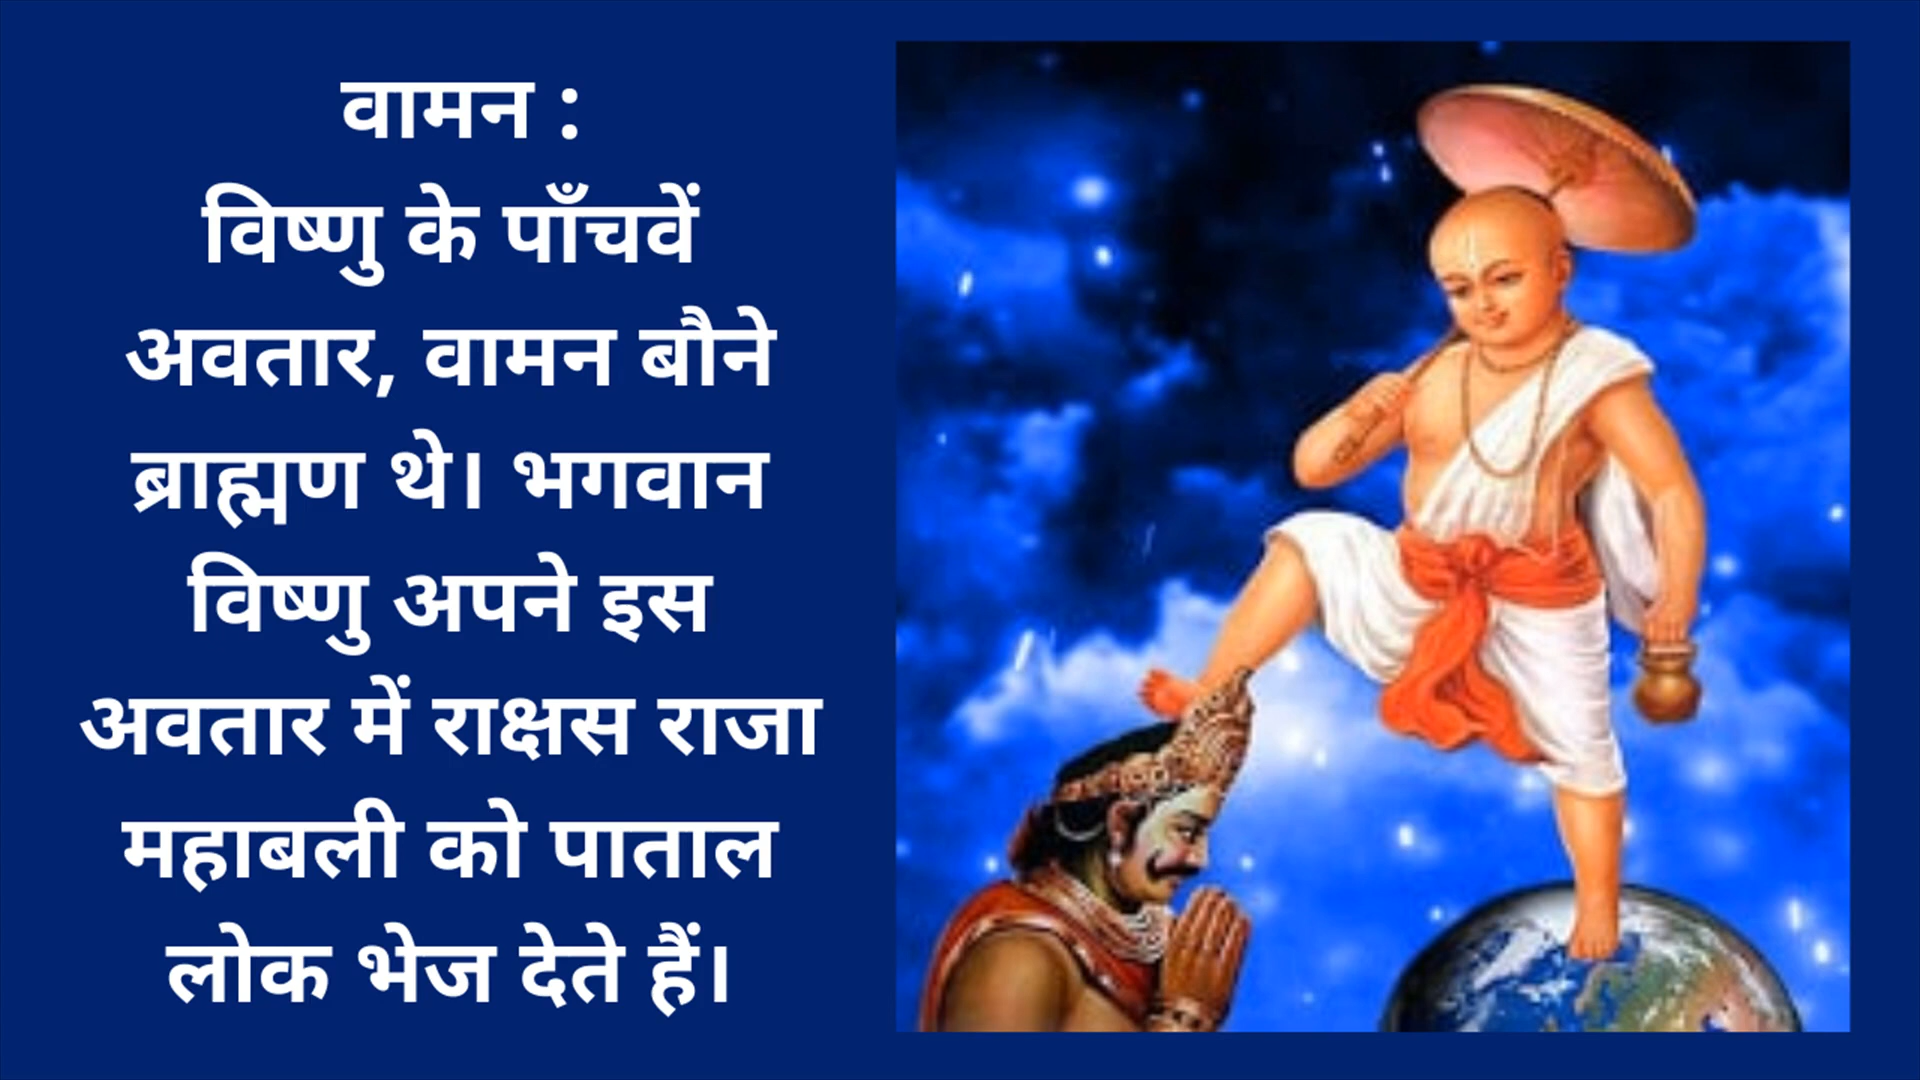 वामन :
विष्णु के पाँचवें
अवतार, वामन बौने
ब्राह्मण थे। भगवान
विष्णु अपने इस
अवतार में राक्षस राजा
महाबली को पाताल
लोक भेज देते हैं।